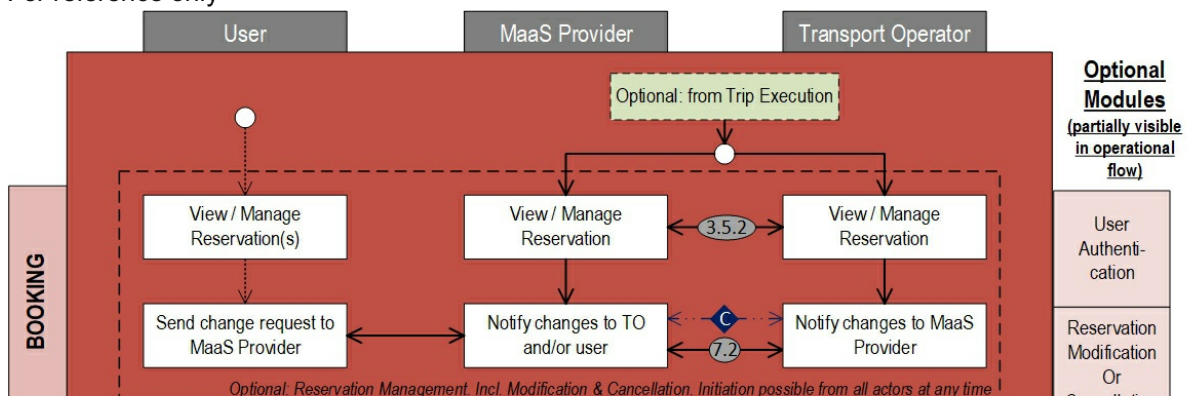 For reference only
User
MaaS Provider
Transport Operator
Optional: from Trip Execution
Optional
Modules
(partially visible
in operational
flow)
BOOKING
View / Manage
Reservation(s)
View / Manage
Reservation
3.5.2
View / Manage
Reservation
User
Authenti-
cation
Send change request to
MaaS Provider
Notify changes to TO
and/or user
C
7.2
Notify changes to MaaS
Provider
Reservation
Modification
Or
Optional: Reservation Management. Incl. Modification & Cancellation. Initiation possible from all actors at any time